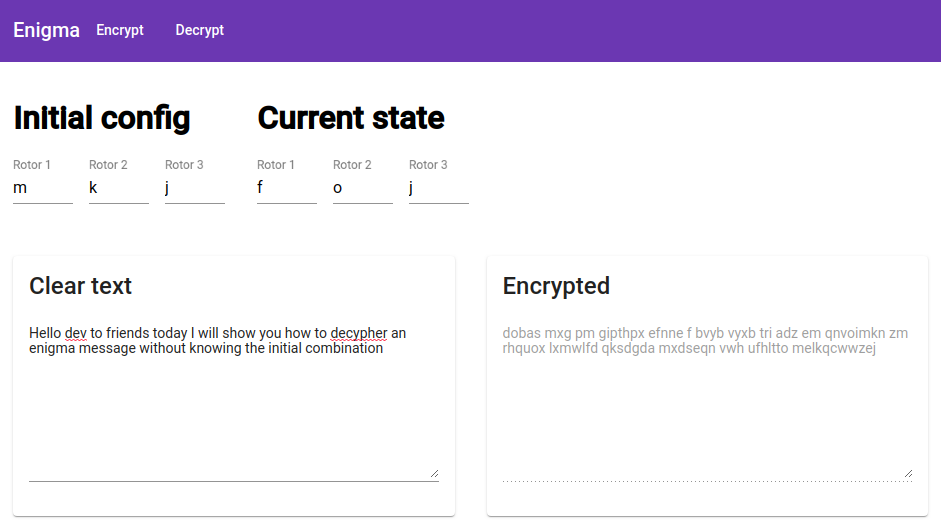 Enigma Encrypt Decrypt
Initial config Current state
Rotor 1 Rotor 2 Rotor 3 Rotor 1 Rotor 2 Rotor 3
m k j f o j
Clear text
Hello dev to friends today I will show you how to decypher an
enigma message without knowing the initial combination
Encrypted
dobas mxg pm gipthpx efnne f bvyb vyxb tri adz em qnvoimkn zm
rhquox lxmwlfd qksdgda mxdseqn vwh ufhltto melkqcwwzej